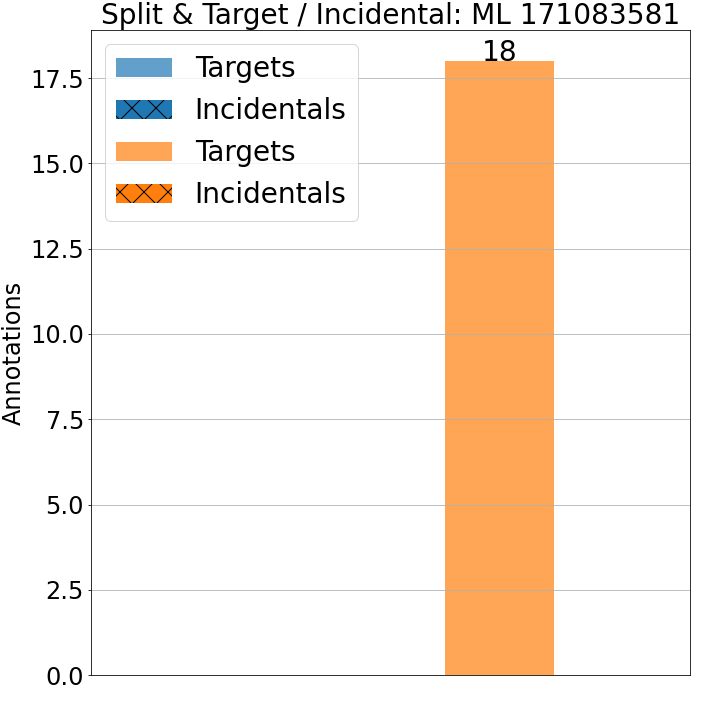 Split & Target / Incidental: ML 171083581
18
Targets
Incidentals
Targets
Incidentals
Annotations
17.5
15.0
12.5
10.0
7.5
5.0
2.5
0.0